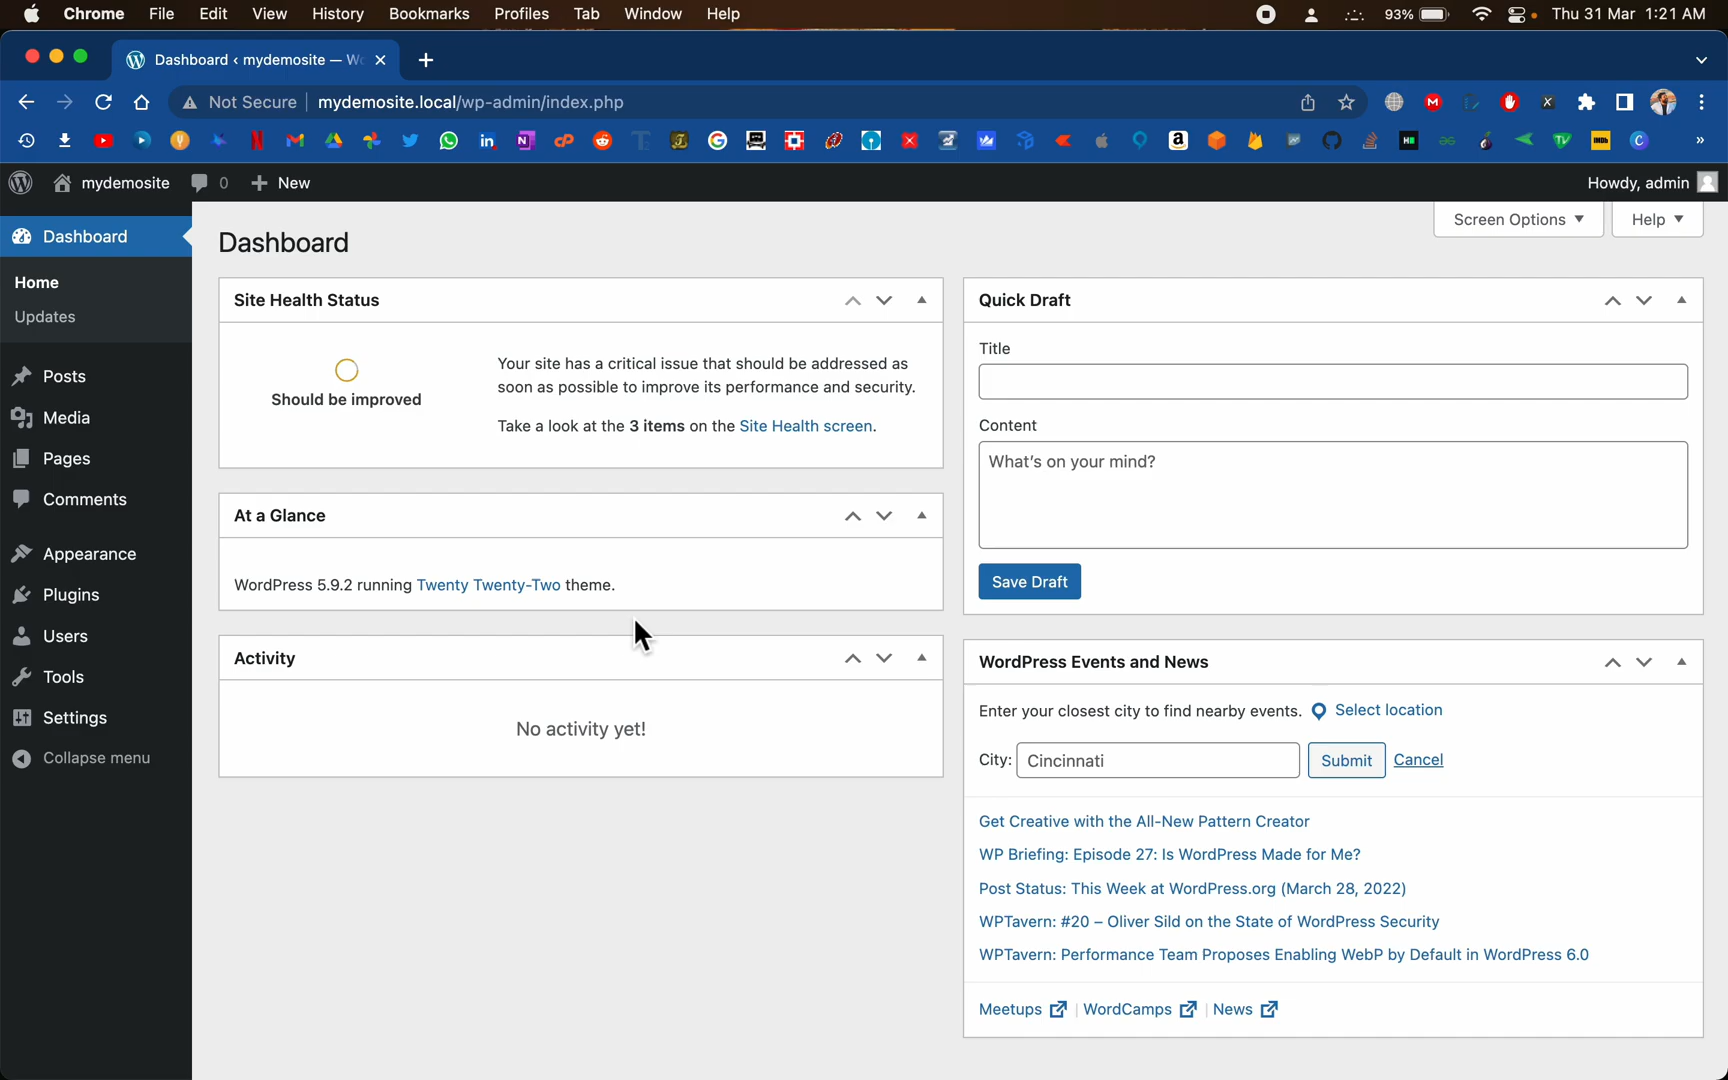 Chrome File Edit View History Bookmarks Profiles Tab Window Help 93% Thu 31 Mar 1:21 AM
Dashboard ‹ mydemosite — Wo
Not Secure mydemosite.local/wp-admin/index.php
mydemosite 0 New Howdy, admin
Screen Options Help
Dashboard
Home
Updates
Posts
Media
Pages
Comments
Appearance
Plugins
Users
Tools
Settings
Collapse menu
Dashboard
Site Health Status
Should be improved
Your site has a critical issue that should be addressed as
soon as possible to improve its performance and security.
Take a look at the 3 items on the Site Health screen.
At a Glance
WordPress 5.9.2 running Twenty Twenty-Two theme.
Activity
No activity yet!
Quick Draft
Title
Content
What's on your mind?
Save Draft
WordPress Events and News
Enter your closest city to find nearby events. Select location
City: Cincinnati Submit Cancel
Get Creative with the All-New Pattern Creator
WP Briefing: Episode 27: Is WordPress Made for Me?
Post Status: This Week at WordPress.org (March 28, 2022)
WPTavern: #20 – Oliver Sild on the State of WordPress Security
WPTavern: Performance Team Proposes Enabling WebP by Default in WordPress 6.0
Meetups | WordCamps | News